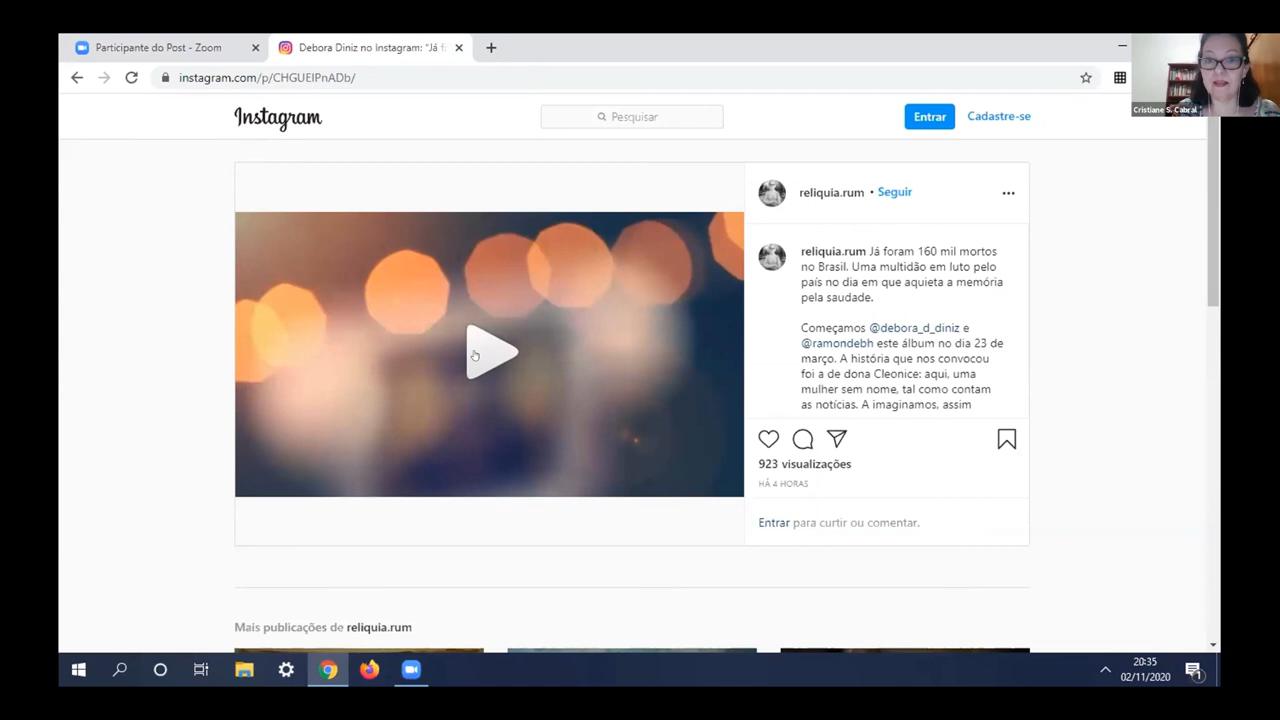 Participante do Post - Zoom
Debora Diniz no Instagram: "Já f
instagram.com/p/CHGUEIPnADb/
Cristiane S. Cabral
Instagram
Pesquisar
Entrar
Cadastre-se
reliquia.rum • Seguir
reliquia.rum Já foram 160 mil mortos
no Brasil. Uma multidão em luto pelo
país no dia em que aquieta a memória
pela saudade.
Começamos @debora_d_diniz e
@ramondebh este álbum no dia 23 de
março. A história que nos convocou
foi a de dona Cleonice: aqui, uma
mulher sem nome, tal como contam
as notícias. A imaginamos, assim
923 visualizações
HÁ 4 HORAS
Entrar para curtir ou comentar.
Mais publicações de reliquia.rum
20:35
02/11/2020
1